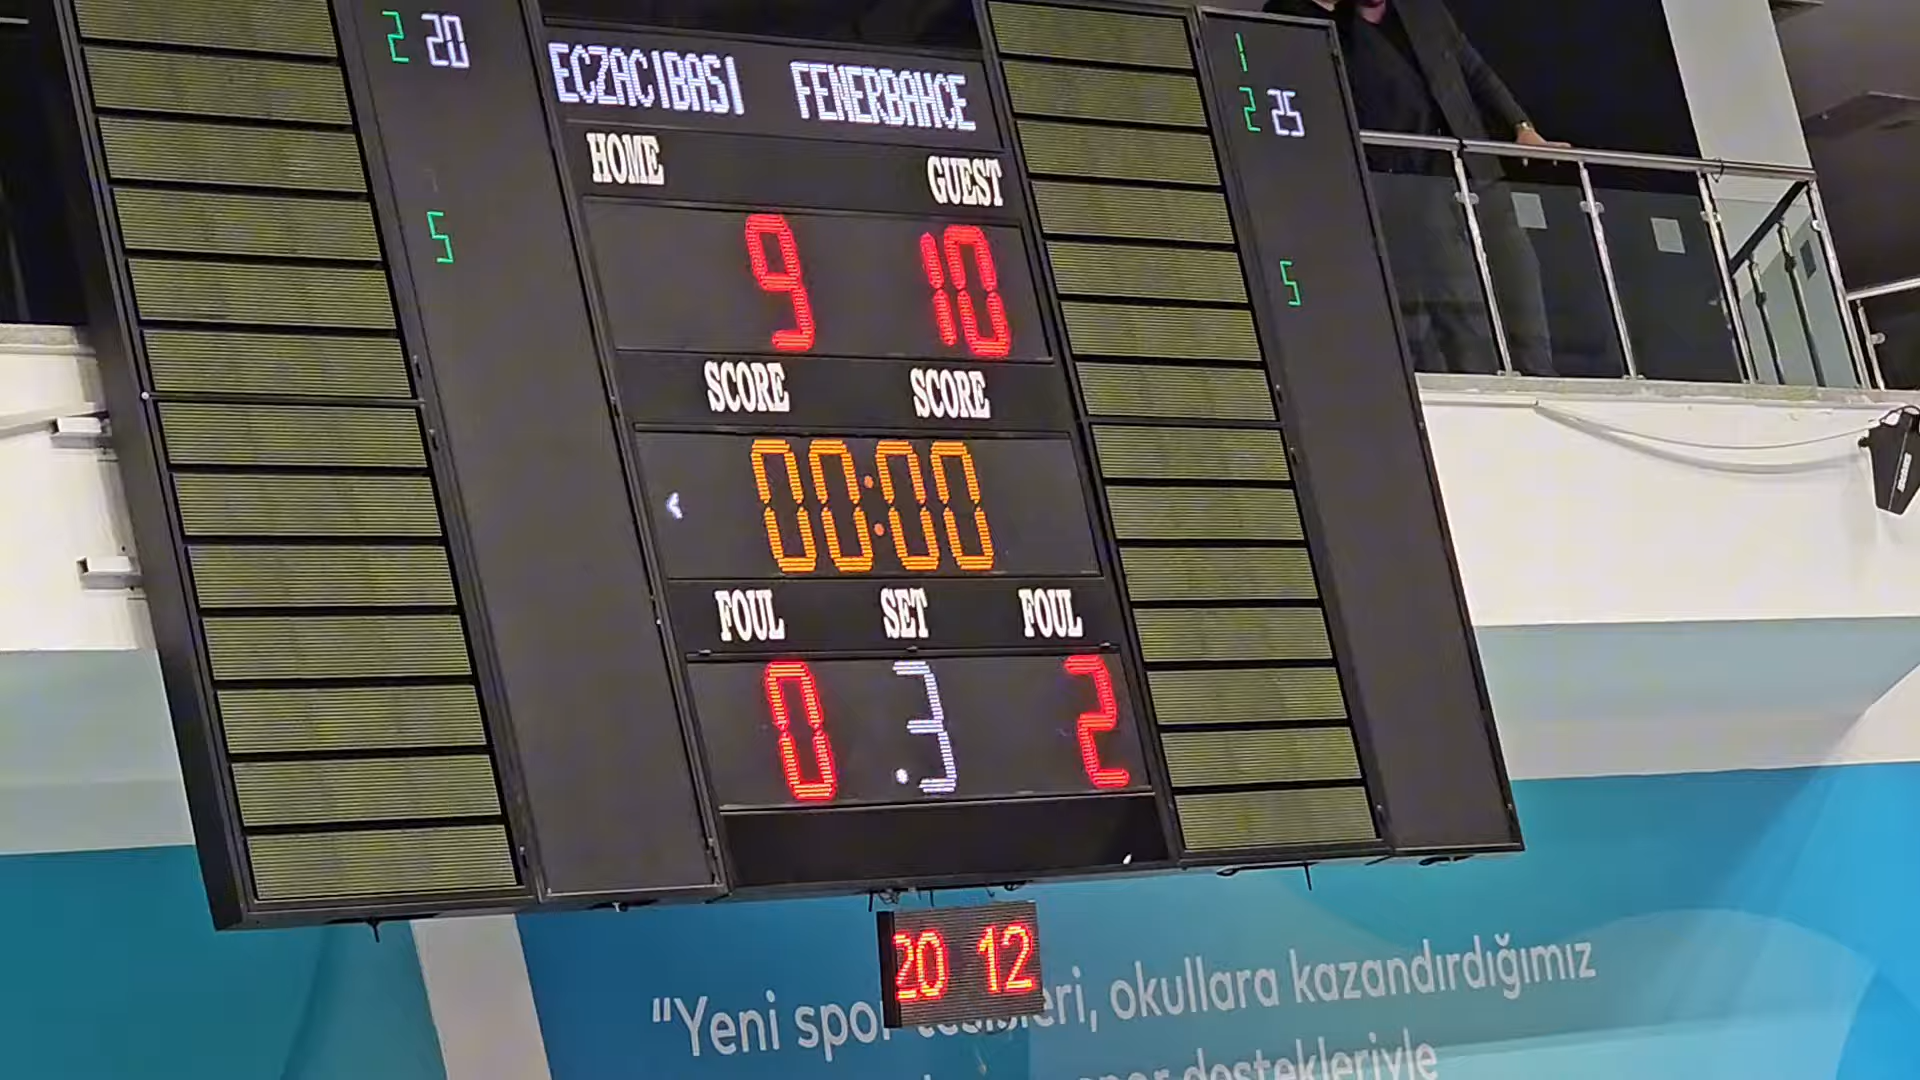 2 20
ECZACIBASI FENERBAHCE
1
2 25
HOME GUEST
5
9 10
5
SCORE SCORE
< 00:00
FOUL SET FOUL
0 .3 2
20 12
“Yeni spor okullara kazandırdığımız
dostekleriyle